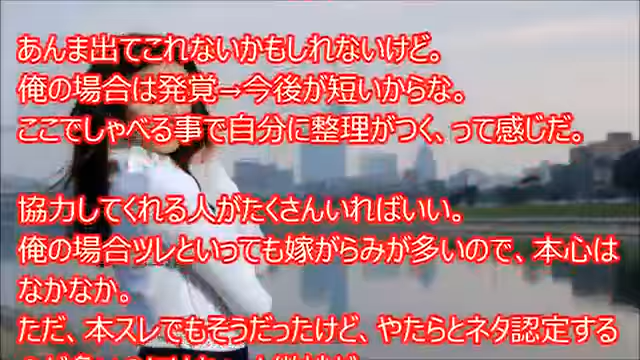 あんま出てこれないかもしれないけど。
俺の場合は発覚→今後が短いからな。
ここでしゃべる事で自分に整理がつく、って感じだ。
協力してくれる人がたくさんいればいい。
俺の場合ツレといっても嫁がらみが多いので、本心は
なかなか。
ただ、本スレでもそうだったけど、やたらとネタ認定する